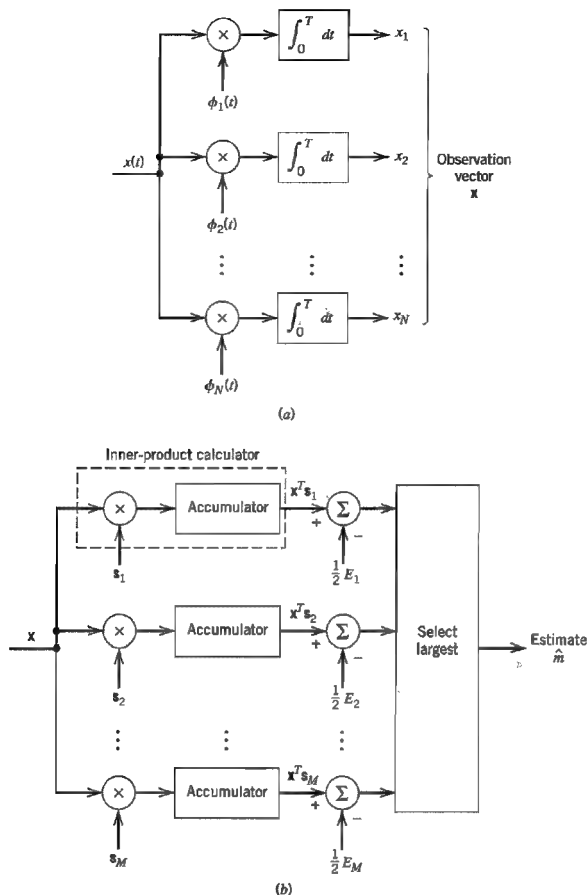 ∫₀ᵀ dt
x₁
ϕ₁(t)
x(t)
∫₀ᵀ dt
x₂
Observation
vector
x
ϕ₂(t)
∫₀ᵀ dt
x_N
ϕ_N(t)
(a)
Inner-product calculator
Accumulator
xᵀs₁
Σ
+
−
s₁
½ E₁
x
Accumulator
xᵀs₂
Σ
+
−
Select
largest
Estimate
m̂
s₂
½ E₂
Accumulator
xᵀs_M
Σ
+
−
s_M
½ E_M
(b)